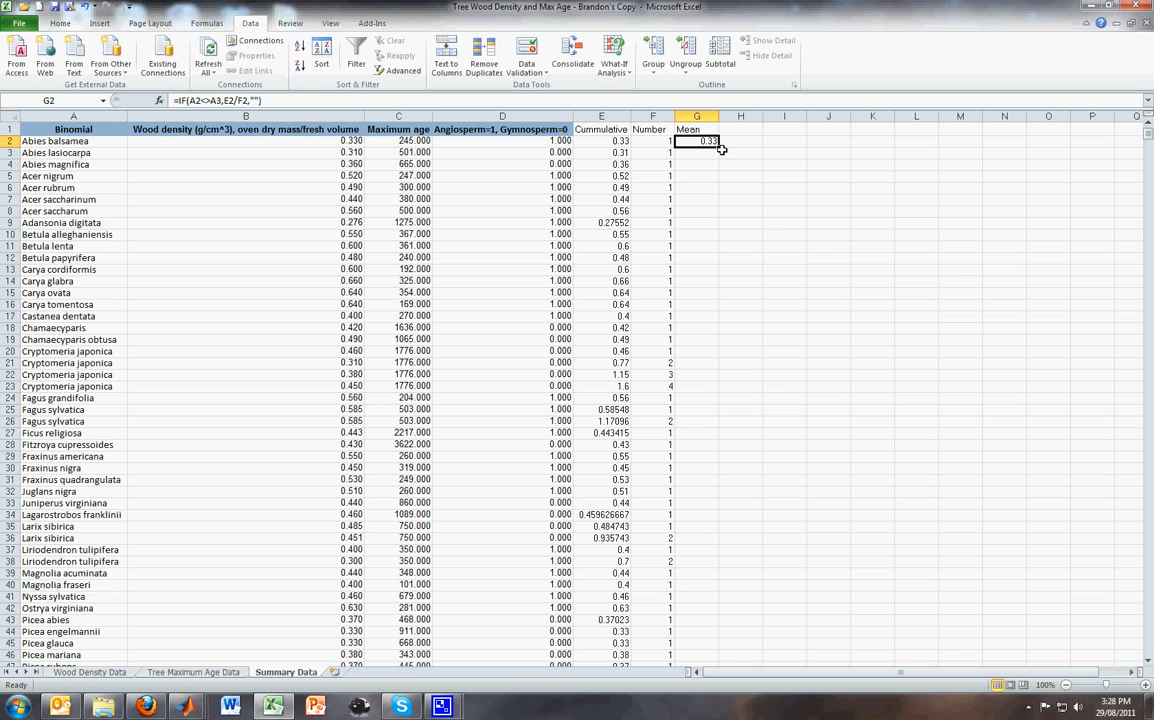 Tree Wood Density and Max Age - Brandon's Copy - Microsoft Excel
File Home Insert Page Layout Formulas Data Review View Add-Ins
From Access From Web From Text From Other Sources Existing Connections Refresh All Connections Properties Edit Links Sort Filter Clear Reapply Advanced Text to Columns Remove Duplicates Data Validation Consolidate What-If Analysis Group Ungroup Subtotal Show Detail Hide Detail
Get External Data Connections Sort & Filter Data Tools Outline
G2 fx =IF(A2<>A3,E2/F2,"")
A B C D E F G H I J K L M N O P Q
1 Binomial Wood density (g/cm^3), oven dry mass/fresh volume Maximum age Angiosperm=1, Gymnosperm=0 Cummulative Number Mean
2 Abies balsamea 0.330 245.000 1.000 0.33 1 0.33
3 Abies lasiocarpa 0.310 501.000 0.000 0.31 1
4 Abies magnifica 0.360 665.000 0.000 0.36 1
5 Acer nigrum 0.520 247.000 1.000 0.52 1
6 Acer rubrum 0.490 300.000 1.000 0.49 1
7 Acer saccharinum 0.440 380.000 1.000 0.44 1
8 Acer saccharum 0.560 500.000 1.000 0.56 1
9 Adansonia digitata 0.276 1275.000 1.000 0.27552 1
10 Betula alleghaniensis 0.550 367.000 1.000 0.55 1
11 Betula lenta 0.600 361.000 1.000 0.6 1
12 Betula papyrifera 0.480 240.000 1.000 0.48 1
13 Carya cordiformis 0.600 192.000 1.000 0.6 1
14 Carya glabra 0.660 325.000 1.000 0.66 1
15 Carya ovata 0.640 354.000 1.000 0.64 1
16 Carya tomentosa 0.640 169.000 1.000 0.64 1
17 Castanea dentata 0.400 270.000 1.000 0.4 1
18 Chamaecyparis 0.420 1636.000 0.000 0.42 1
19 Chamaecyparis obtusa 0.490 1065.000 0.000 0.49 1
20 Cryptomeria japonica 0.460 1776.000 0.000 0.46 1
21 Cryptomeria japonica 0.310 1776.000 0.000 0.77 2
22 Cryptomeria japonica 0.380 1776.000 0.000 1.15 3
23 Cryptomeria japonica 0.450 1776.000 0.000 1.6 4
24 Fagus grandifolia 0.560 204.000 1.000 0.56 1
25 Fagus sylvatica 0.585 503.000 1.000 0.58548 1
26 Fagus sylvatica 0.585 503.000 1.000 1.17096 2
27 Ficus religiosa 0.443 2217.000 1.000 0.443415 1
28 Fitzroya cupressoides 0.430 3622.000 0.000 0.43 1
29 Fraxinus americana 0.550 260.000 1.000 0.55 1
30 Fraxinus nigra 0.450 319.000 1.000 0.45 1
31 Fraxinus quadrangulata 0.530 249.000 1.000 0.53 1
32 Juglans nigra 0.510 260.000 1.000 0.51 1
33 Juniperus virginiana 0.440 860.000 0.000 0.44 1
34 Lagarostrobos franklinii 0.460 1089.000 0.000 0.459626667 1
35 Larix sibirica 0.485 750.000 0.000 0.484743 1
36 Larix sibirica 0.451 750.000 0.000 0.935743 2
37 Liriodendron tulipifera 0.400 350.000 1.000 0.4 1
38 Liriodendron tulipifera 0.300 350.000 1.000 0.7 2
39 Magnolia acuminata 0.440 348.000 1.000 0.44 1
40 Magnolia fraseri 0.400 101.000 1.000 0.4 1
41 Nyssa sylvatica 0.460 679.000 1.000 0.46 1
42 Ostrya virginiana 0.630 281.000 1.000 0.63 1
43 Picea abies 0.370 468.000 0.000 0.37023 1
44 Picea engelmannii 0.330 911.000 0.000 0.33 1
45 Picea glauca 0.330 668.000 0.000 0.33 1
46 Picea mariana 0.380 343.000 0.000 0.38 1
Wood Density Data Tree Maximum Age Data Summary Data
Ready 100%
3:28 PM
29/08/2011